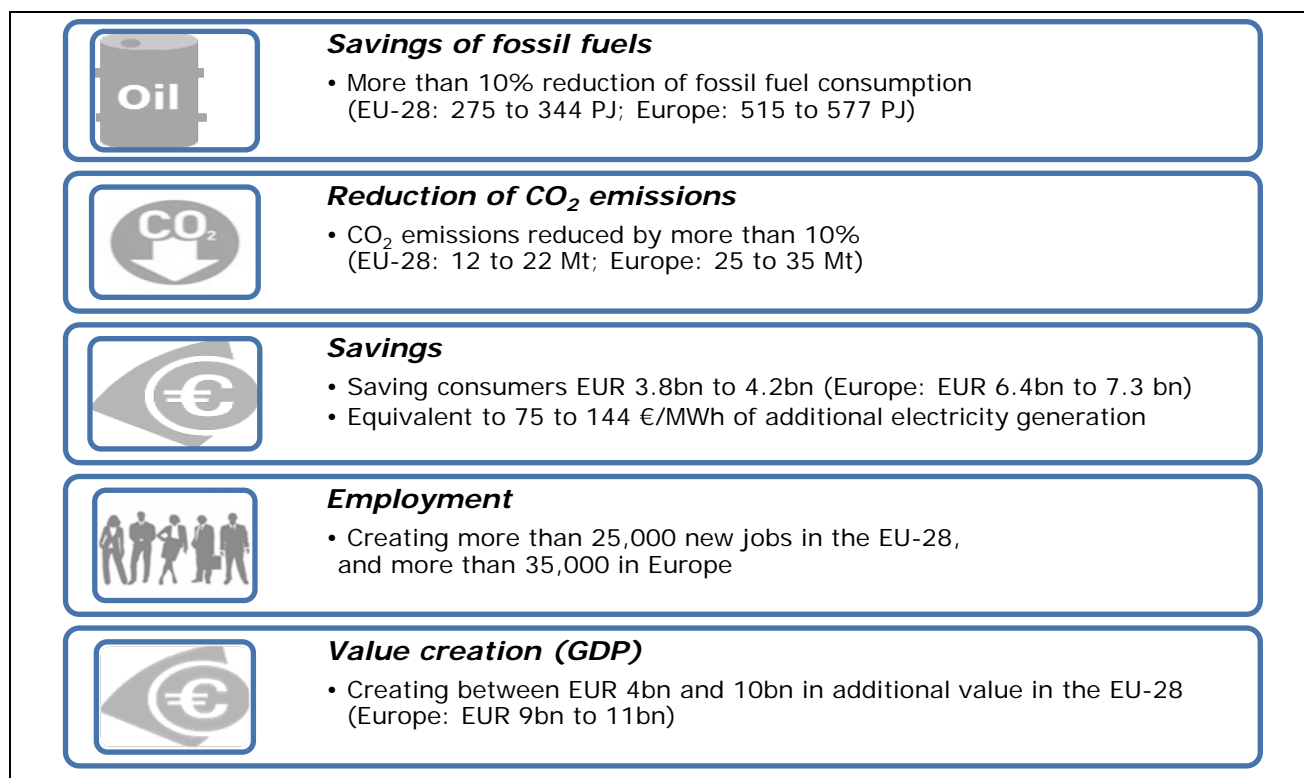 Oil
Savings of fossil fuels
• More than 10% reduction of fossil fuel consumption
(EU-28: 275 to 344 PJ; Europe: 515 to 577 PJ)
CO₂
Reduction of CO₂ emissions
• CO₂ emissions reduced by more than 10%
(EU-28: 12 to 22 Mt; Europe: 25 to 35 Mt)
€
Savings
• Saving consumers EUR 3.8bn to 4.2bn (Europe: EUR 6.4bn to 7.3 bn)
• Equivalent to 75 to 144 €/MWh of additional electricity generation
Employment
• Creating more than 25,000 new jobs in the EU-28,
and more than 35,000 in Europe
€
Value creation (GDP)
• Creating between EUR 4bn and 10bn in additional value in the EU-28
(Europe: EUR 9bn to 11bn)